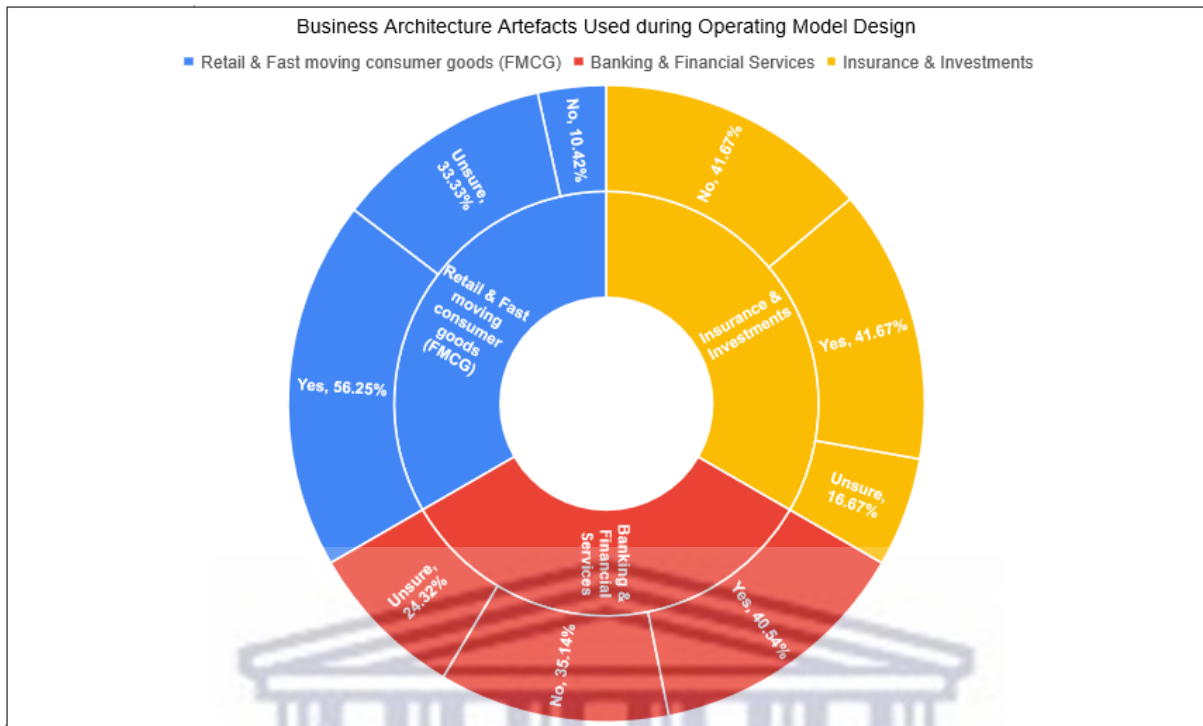 Business Architecture Artefacts Used during Operating Model Design
Retail & Fast moving consumer goods (FMCG) Banking & Financial Services Insurance & Investments
No, 10.42%
Unsure,
33.33%
Yes, 56.25%
Retail & Fast
moving
consumer
goods
(FMCG)
No, 41.67%
Yes, 41.67%
Unsure,
16.67%
Insurance &
Investments
Banking &
Financial
Services
Unsure,
24.32%
No, 35.14%
Yes, 40.54%